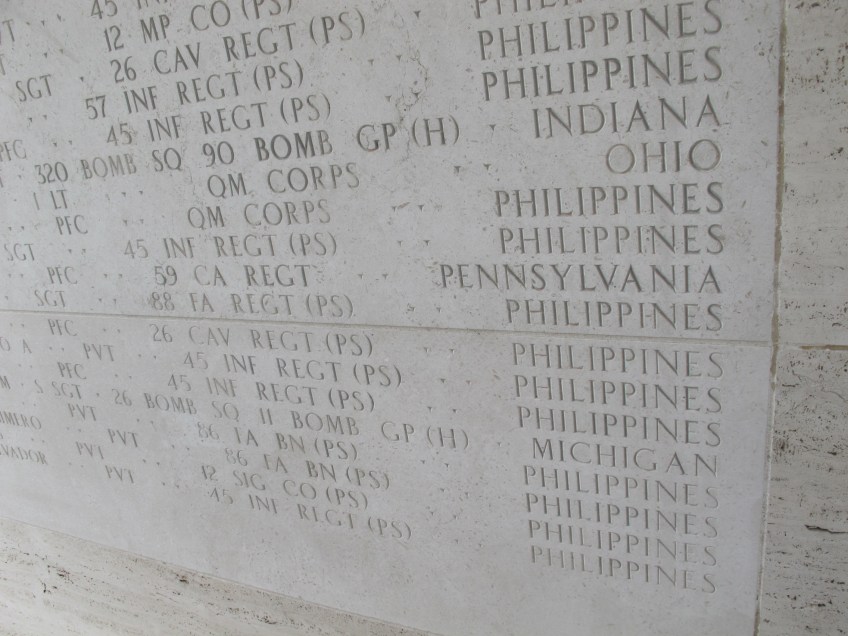 45
12 MP CO (PS)
SGT 26 CAV REGT (PS) PHILIPPINES
57 INF REGT (PS) PHILIPPINES
PFC 45 INF REGT (PS) PHILIPPINES
320 BOMB SQ 90 BOMB GP (H) INDIANA
1 LT QM CORPS OHIO
PFC QM CORPS PHILIPPINES
SGT 45 INF REGT (PS) PHILIPPINES
PFC 59 CA REGT PENNSYLVANIA
SGT 88 FA REGT (PS) PHILIPPINES
PFC 26 CAV REGT (PS) PHILIPPINES
O A PVT 45 INF REGT (PS) PHILIPPINES
PFC 45 INF REGT (PS) PHILIPPINES
M S SGT 26 BOMB SQ 11 BOMB GP (H) MICHIGAN
IMERO PVT 86 FA BN (PS) PHILIPPINES
PVT 86 FA BN (PS) PHILIPPINES
VADOR PVT 12 SIG CO (PS) PHILIPPINES
PVT 45 INF REGT (PS) PHILIPPINES